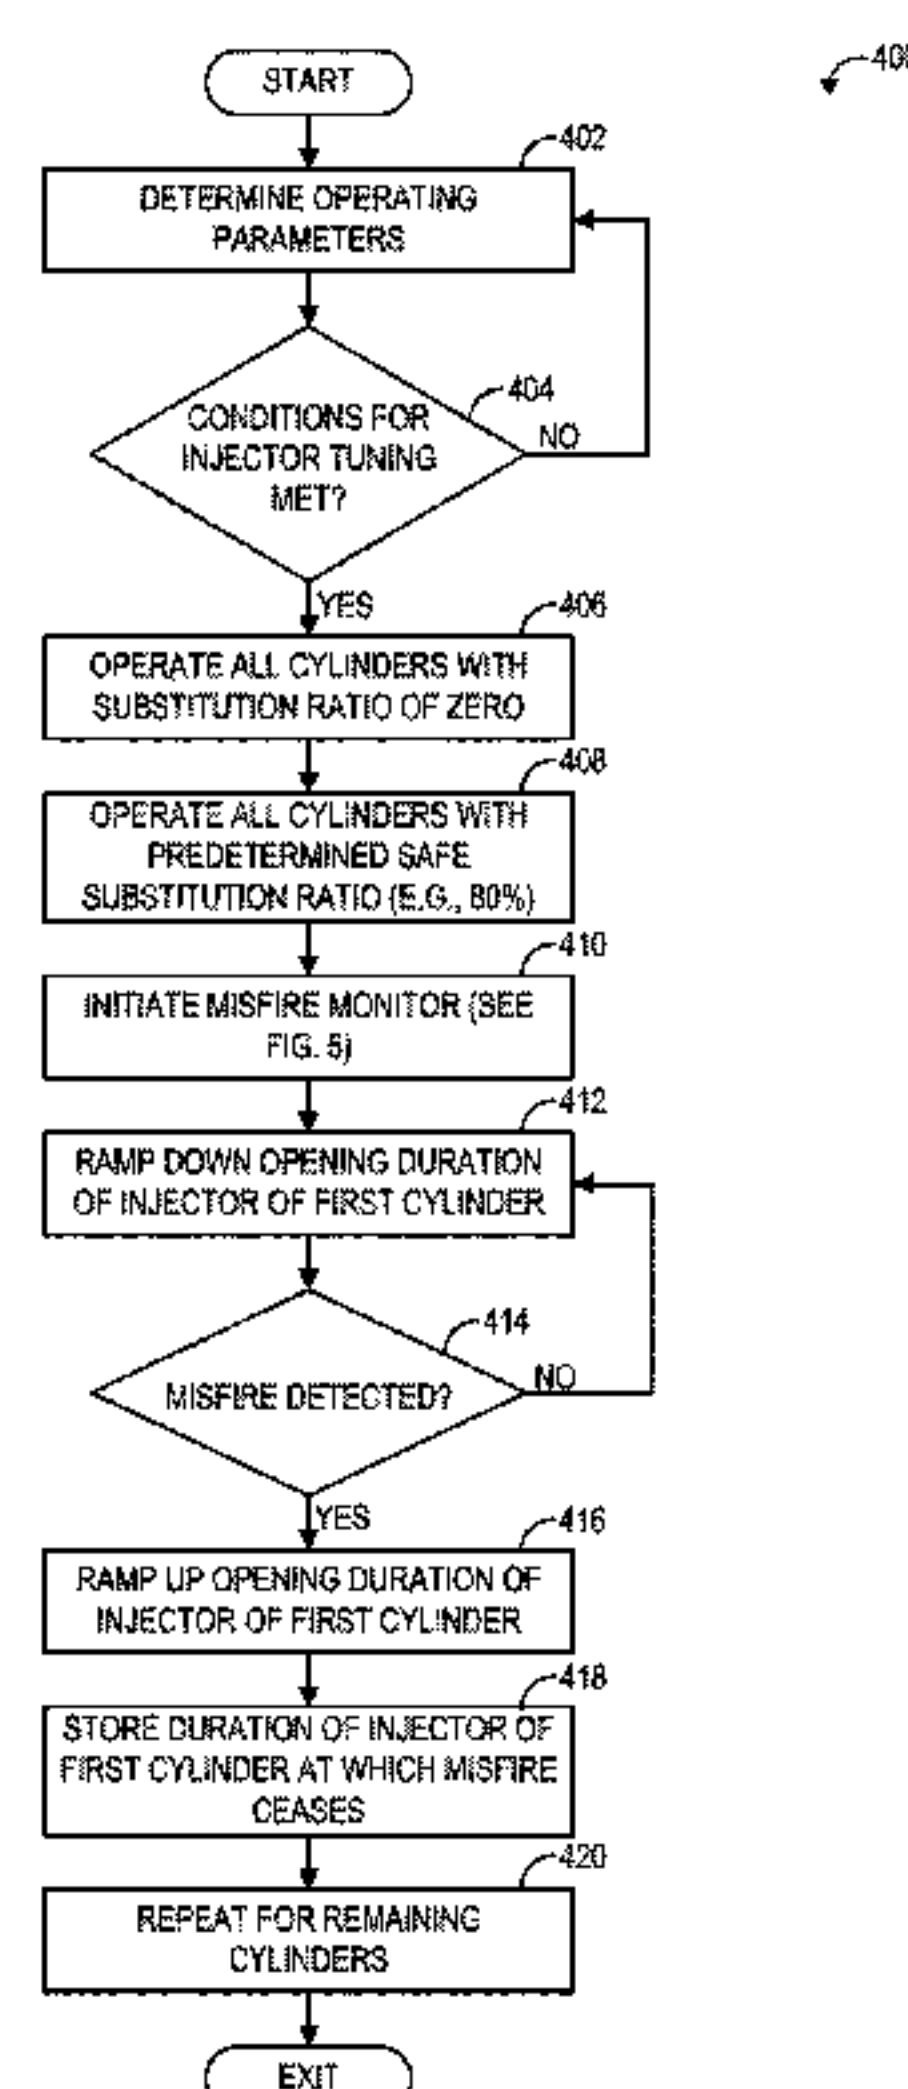 START
400
402
DETERMINE OPERATING
PARAMETERS
404
CONDITIONS FOR
INJECTOR TUNING
MET?
NO
YES
406
OPERATE ALL CYLINDERS WITH
SUBSTITUTION RATIO OF ZERO
408
OPERATE ALL CYLINDERS WITH
PREDETERMINED SAFE
SUBSTITUTION RATIO (E.G., 80%)
410
INITIATE MISFIRE MONITOR (SEE
FIG. 5)
412
RAMP DOWN OPENING DURATION
OF INJECTOR OF FIRST CYLINDER
414
MISFIRE DETECTED?
NO
YES
416
RAMP UP OPENING DURATION OF
INJECTOR OF FIRST CYLINDER
418
STORE DURATION OF INJECTOR OF
FIRST CYLINDER AT WHICH MISFIRE
CEASES
420
REPEAT FOR REMAINING
CYLINDERS
EXIT